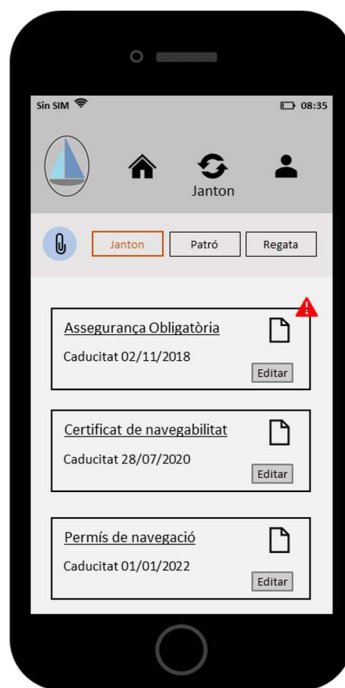 Sin SIM 08:35
Janton
Janton Patró Regata
Assegurança Obligatòria
Caducitat 02/11/2018
Editar
Certificat de navegabilitat
Caducitat 28/07/2020
Editar
Permís de navegació
Caducitat 01/01/2022
Editar